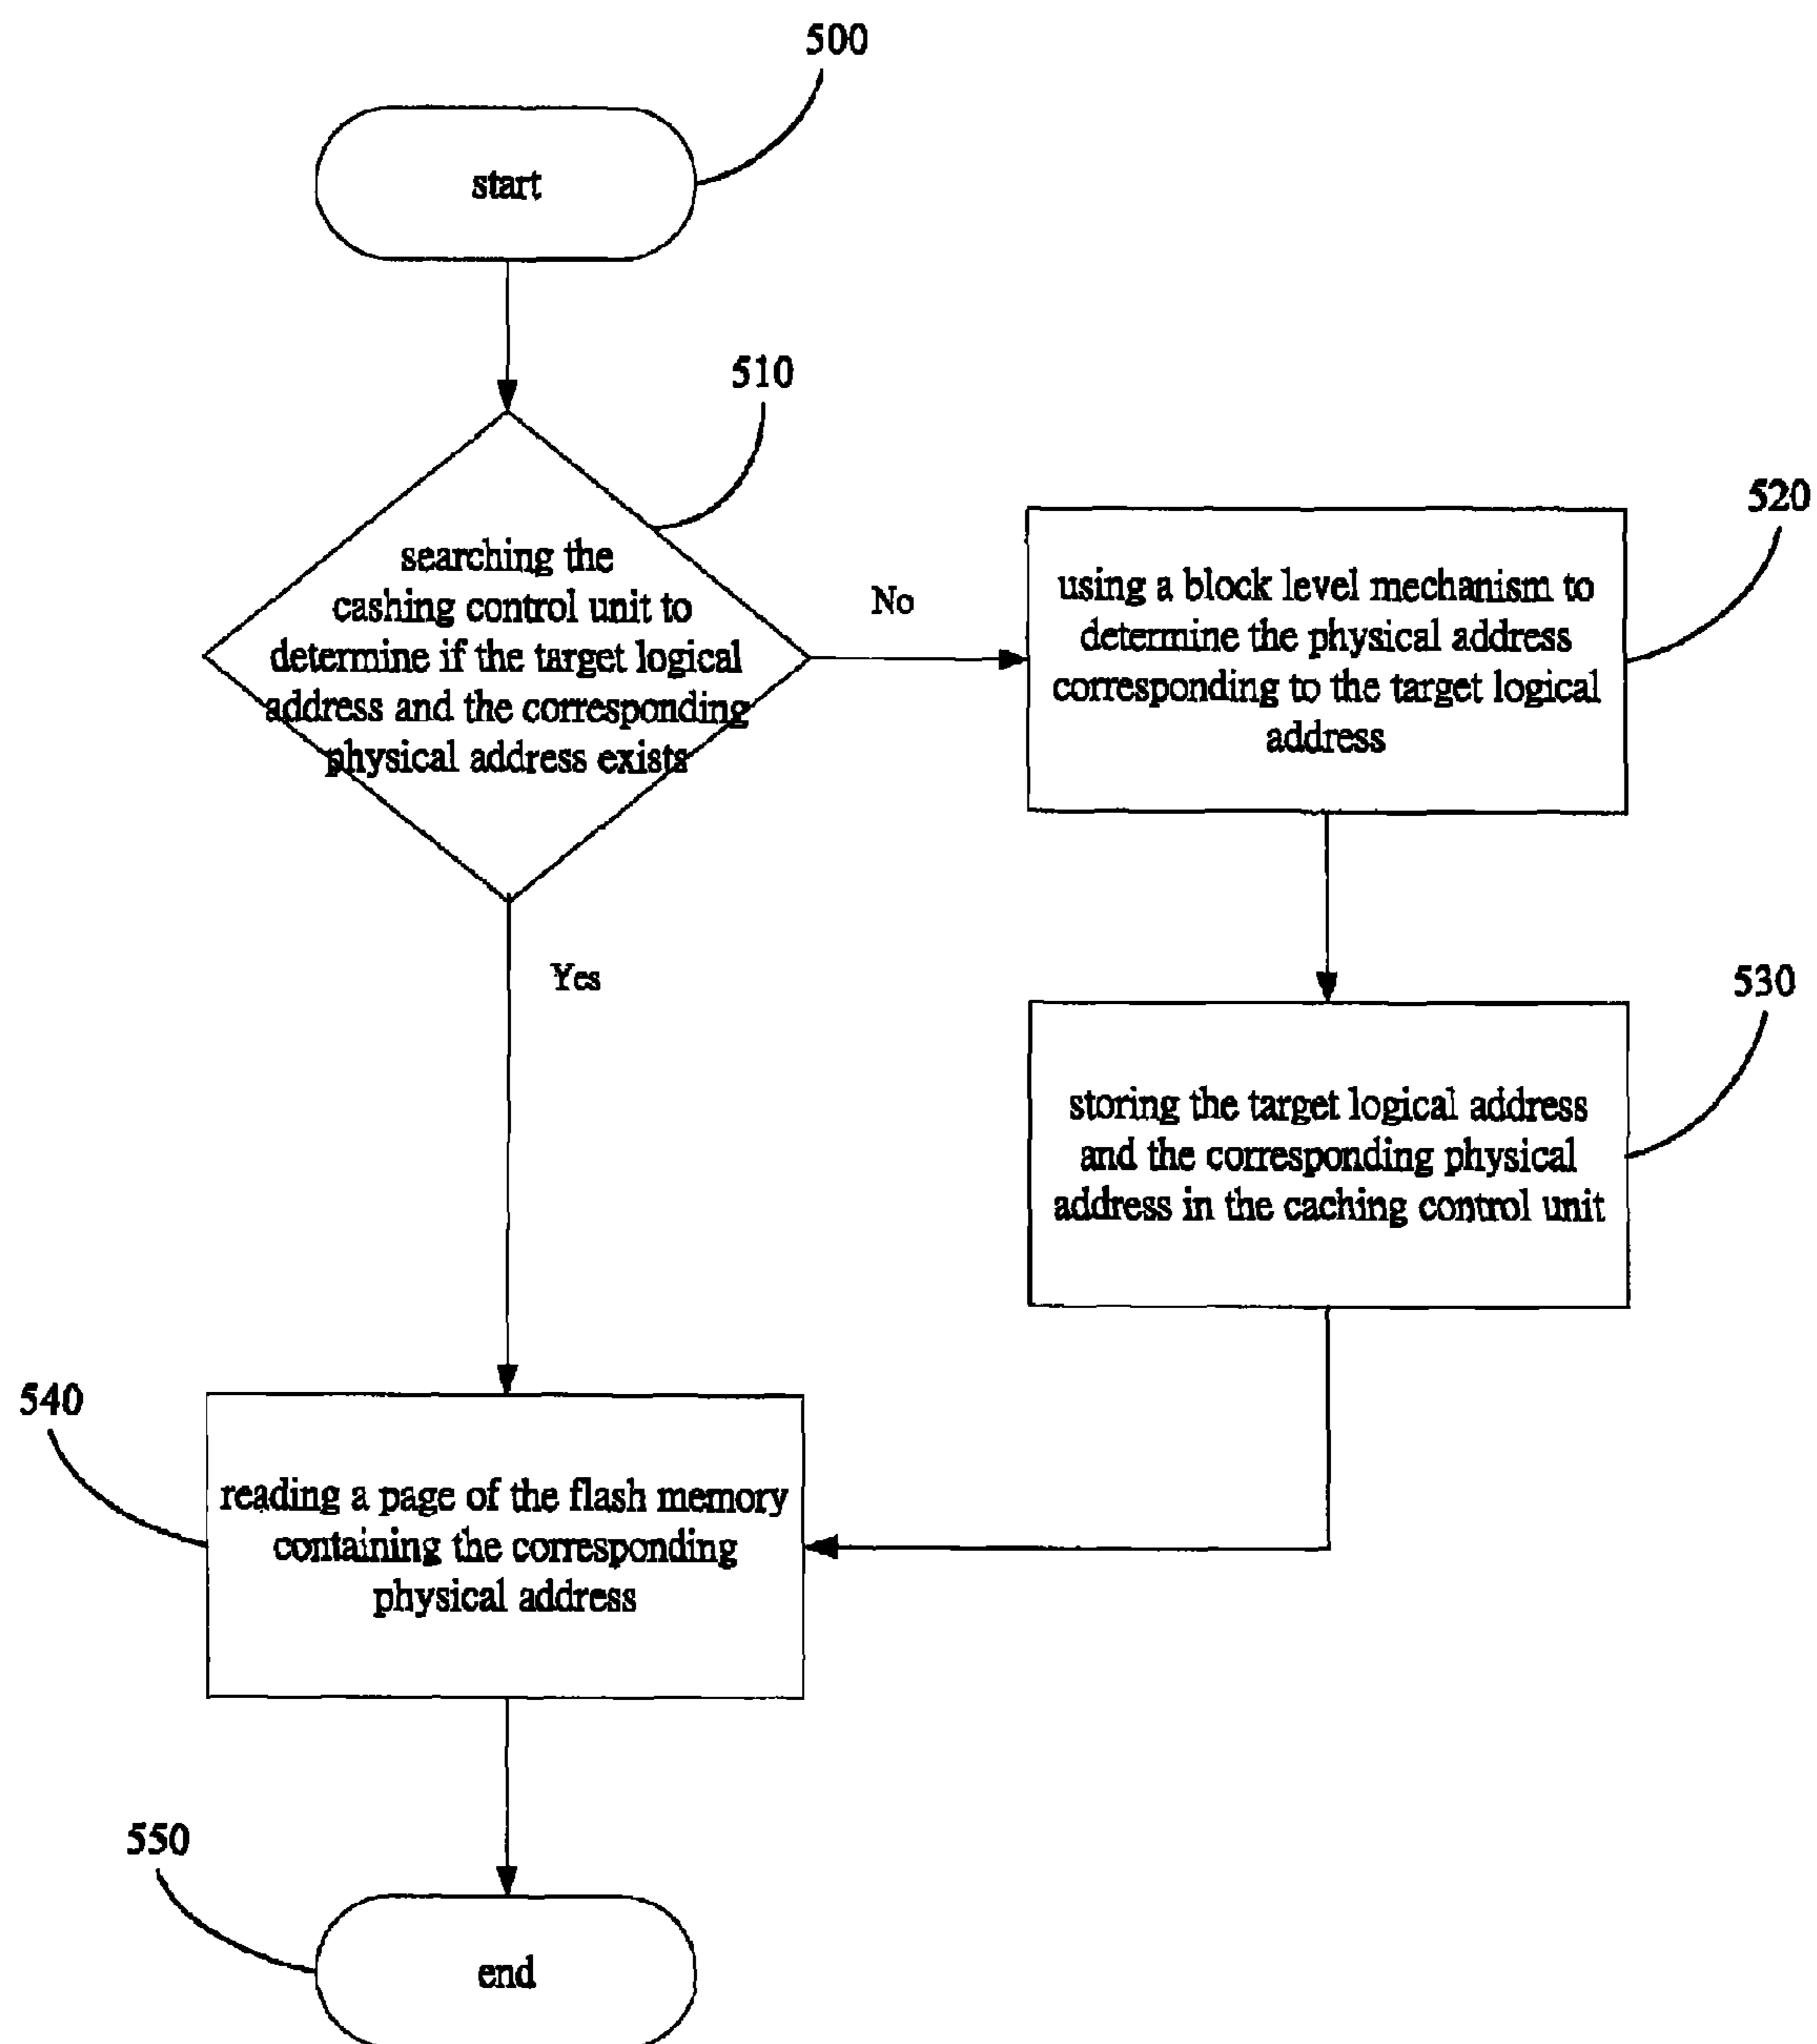 500
start
510
searching the
cashing control unit to
determine if the target logical
address and the corresponding
physical address exists
No
520
using a block level mechanism to
determine the physical address
corresponding to the target logical
address
Yes
530
storing the target logical address
and the corresponding physical
address in the caching control unit
540
reading a page of the flash memory
containing the corresponding
physical address
550
end